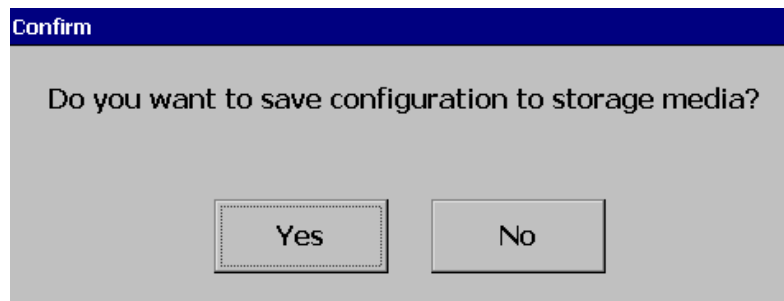 Confirm
Do you want to save configuration to storage media?
Yes No